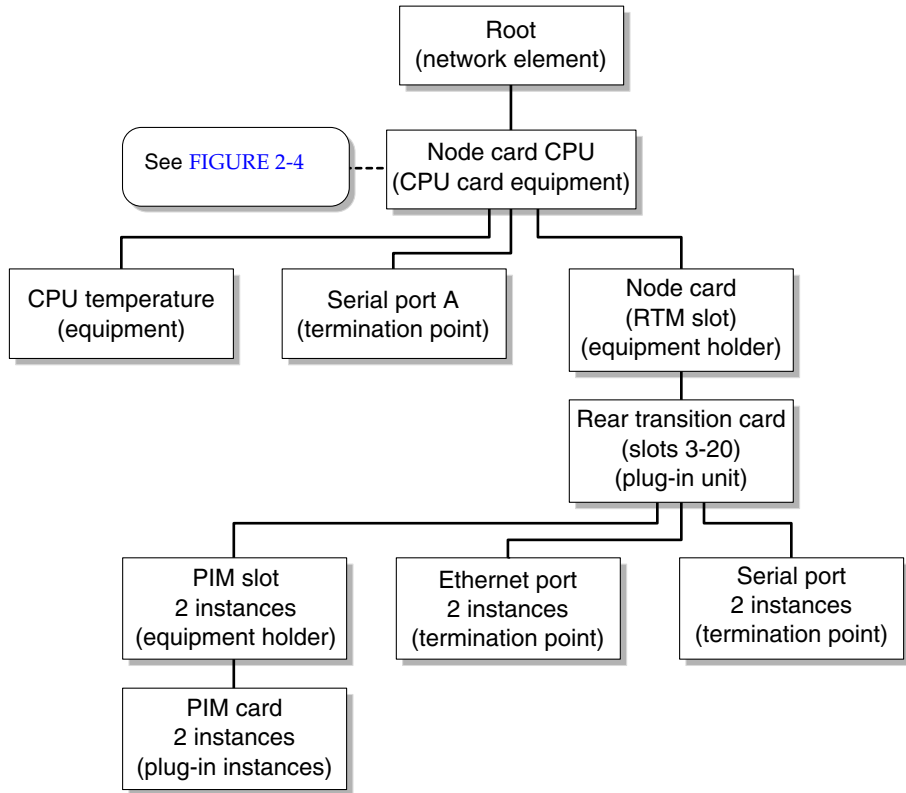 Root
(network element)
See FIGURE 2-4
Node card CPU
(CPU card equipment)
CPU temperature
(equipment)
Serial port A
(termination point)
Node card
(RTM slot)
(equipment holder)
Rear transition card
(slots 3-20)
(plug-in unit)
PIM slot
2 instances
(equipment holder)
Ethernet port
2 instances
(termination point)
Serial port
2 instances
(termination point)
PIM card
2 instances
(plug-in instances)